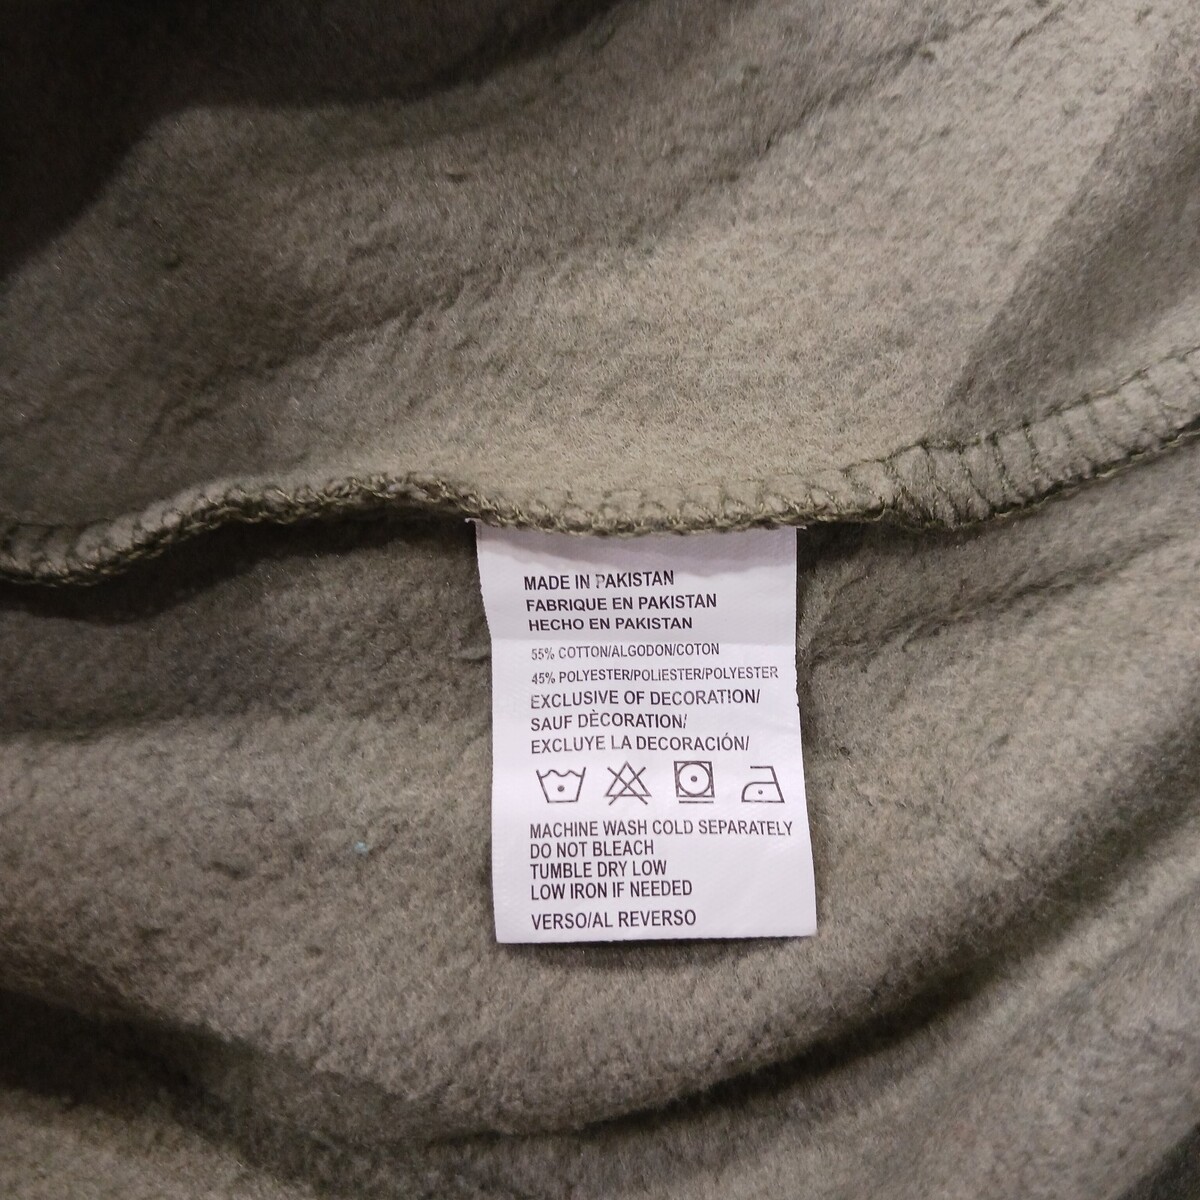 MADE IN PAKISTAN
FABRIQUE EN PAKISTAN
HECHO EN PAKISTAN
55% COTTON/ALGODON/COTON
45% POLYESTER/POLIESTER/POLYESTER
EXCLUSIVE OF DECORATION/
SAUF DÈCORATION/
EXCLUYE LA DECORACIÓN/
MACHINE WASH COLD SEPARATELY
DO NOT BLEACH
TUMBLE DRY LOW
LOW IRON IF NEEDED
VERSO/AL REVERSO